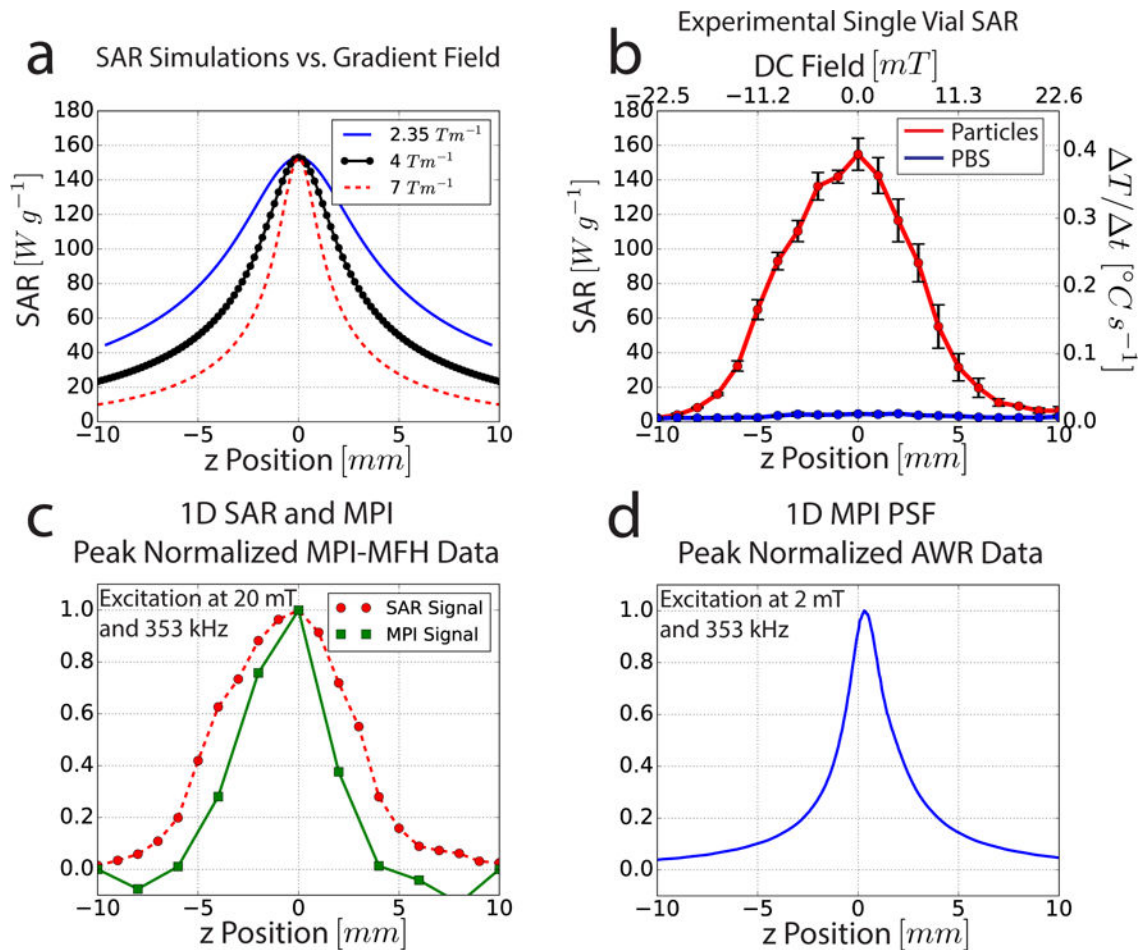 a
SAR Simulations vs. Gradient Field
180
160
140
120
100
80
60
40
20
0
SAR [W g⁻¹]
2.35 Tm⁻¹
4 Tm⁻¹
7 Tm⁻¹
−10 −5 0 5 10
z Position [mm]
b
Experimental Single Vial SAR
DC Field [mT]
−22.5 −11.2 0.0 11.3 22.6
180
160
140
120
100
80
60
40
20
0
SAR [W g⁻¹]
Particles
PBS
0.4
0.3
0.2
0.1
0.0
ΔT/Δt [°C s⁻¹]
−10 −5 0 5 10
z Position [mm]
c
1D SAR and MPI
Peak Normalized MPI-MFH Data
Excitation at 20 mT
and 353 kHz
SAR Signal
MPI Signal
1.0
0.8
0.6
0.4
0.2
0.0
−10 −5 0 5 10
z Position [mm]
d
1D MPI PSF
Peak Normalized AWR Data
Excitation at 2 mT
and 353 kHz
1.0
0.8
0.6
0.4
0.2
0.0
−10 −5 0 5 10
z Position [mm]